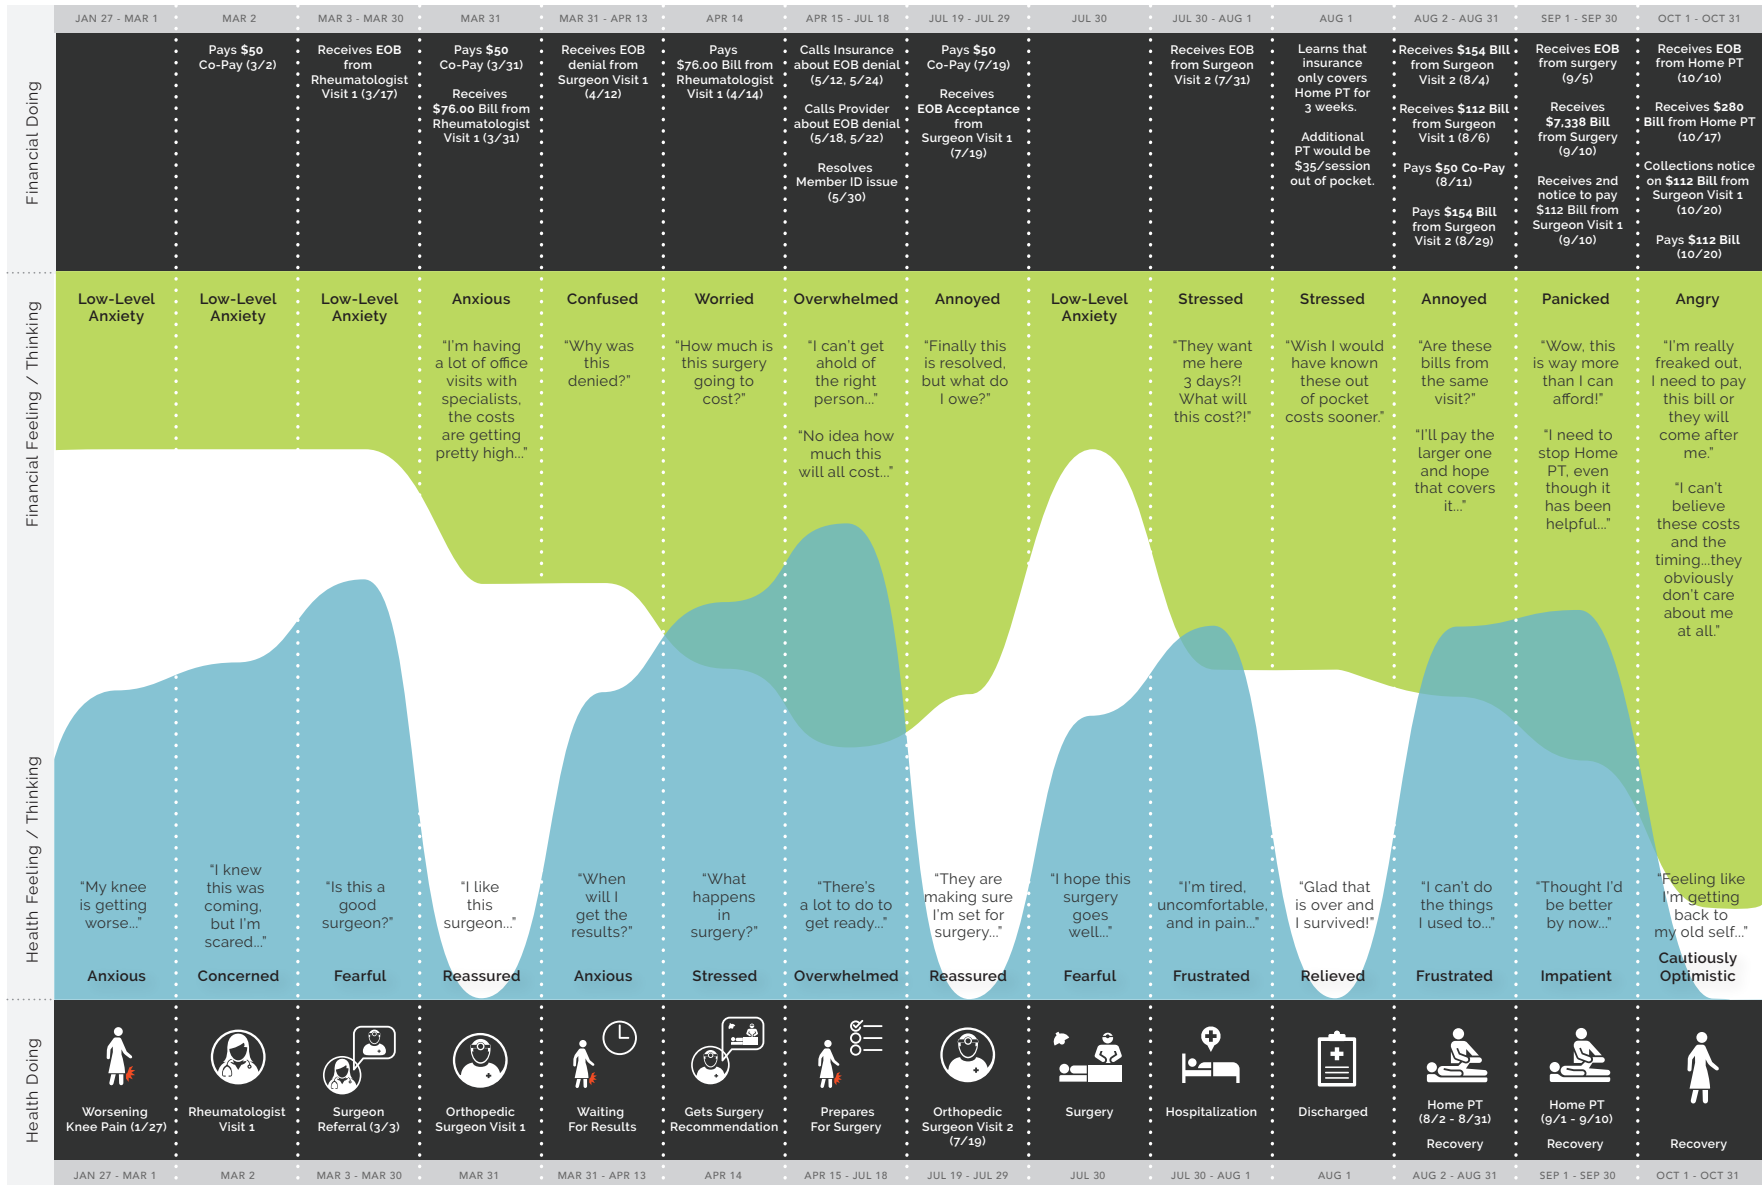 JAN 27 - MAR 1
MAR 2
MAR 3 - MAR 30
MAR 31
MAR 31 - APR 13
APR 14
APR 15 - JUL 18
JUL 19 - JUL 29
JUL 30
JUL 30 - AUG 1
AUG 1
AUG 2 - AUG 31
SEP 1 - SEP 30
OCT 1 - OCT 31
Financial Doing
Pays $50
Co-Pay (3/2)
Receives EOB
from
Rheumatologist
Visit 1 (3/17)
Pays $50
Co-Pay (3/31)
Receives
$76.00 Bill from
Rheumatologist
Visit 1 (3/31)
Receives EOB
denial from
Surgeon Visit 1
(4/12)
Pays
$76.00 Bill from
Rheumatologist
Visit 1 (4/14)
Calls Insurance
about EOB denial
(5/12, 5/24)
Calls Provider
about EOB denial
(5/18, 5/22)
Resolves
Member ID issue
(5/30)
Pays $50
Co-Pay (7/19)
Receives
EOB Acceptance
from
Surgeon Visit 1
(7/19)
Receives EOB
from Surgeon
Visit 2 (7/31)
Learns that
insurance
only covers
Home PT for
3 weeks.
Additional
PT would be
$35/session
out of pocket.
Receives $154 BIll
from Surgeon
Visit 2 (8/4)
Receives $112 Bill
from Surgeon
Visit 1 (8/6)
Pays $50 Co-Pay
(8/11)
Pays $154 Bill
from Surgeon
Visit 2 (8/29)
Receives EOB
from surgery
(9/5)
Receives
$7,338 Bill
from Surgery
(9/10)
Receives 2nd
notice to pay
$112 Bill from
Surgeon Visit 1
(9/10)
Receives EOB
from Home PT
(10/10)
Receives $280
Bill from Home PT
(10/17)
Collections notice
on $112 Bill from
Surgeon Visit 1
(10/20)
Pays $112 Bill
(10/20)
Financial Feeling / Thinking
Low-Level
Anxiety
Low-Level
Anxiety
Low-Level
Anxiety
Anxious
“I'm having
a lot of office
visits with
specialists,
the costs
are getting
pretty high...”
Confused
“Why was
this
denied?”
Worried
“How much is
this surgery
going to
cost?”
Overwhelmed
“I can't get
ahold of
the right
person...”
“No idea how
much this
will all cost...”
Annoyed
“Finally this
is resolved,
but what do
I owe?”
Low-Level
Anxiety
Stressed
“They want
me here
3 days?!
What will
this cost?!”
Stressed
“Wish I would
have known
these out
of pocket
costs sooner.”
Annoyed
“Are these
bills from
the same
visit?”
“I'll pay the
larger one
and hope
that covers
it...”
Panicked
“Wow, this
is way more
than I can
afford!”
“I need to
stop Home
PT, even
though it
has been
helpful...”
Angry
“I'm really
freaked out,
I need to pay
this bill or
they will
come after
me.”
“I can't
believe
these costs
and the
timing...they
obviously
don't care
about me
at all.”
Health Feeling / Thinking
“My knee
is getting
worse...”
Anxious
“I knew
this was
coming,
but I'm
scared...”
Concerned
“Is this a
good
surgeon?”
Fearful
“I like
this
surgeon...”
Reassured
“When
will I
get the
results?”
Anxious
“What
happens
in
surgery?”
Stressed
“There's
a lot to do to
get ready...”
Overwhelmed
“They are
making sure
I'm set for
surgery...”
Reassured
“I hope this
surgery
goes
well...”
Fearful
“I'm tired,
uncomfortable,
and in pain...”
Frustrated
“Glad that
is over and
I survived!”
Relieved
“I can't do
the things
I used to...”
Frustrated
“Thought I'd
be better
by now...”
Impatient
“Feeling like
I'm getting
back to
my old self...”
Cautiously
Optimistic
Health Doing
Worsening
Knee Pain (1/27)
Rheumatologist
Visit 1
Surgeon
Referral (3/3)
Orthopedic
Surgeon Visit 1
Waiting
For Results
Gets Surgery
Recommendation
Prepares
For Surgery
Orthopedic
Surgeon Visit 2
(7/19)
Surgery
Hospitalization
Discharged
Home PT
(8/2 - 8/31)
Recovery
Home PT
(9/1 - 9/10)
Recovery
Recovery
JAN 27 - MAR 1
MAR 2
MAR 3 - MAR 30
MAR 31
MAR 31 - APR 13
APR 14
APR 15 - JUL 18
JUL 19 - JUL 29
JUL 30
JUL 30 - AUG 1
AUG 1
AUG 2 - AUG 31
SEP 1 - SEP 30
OCT 1 - OCT 31